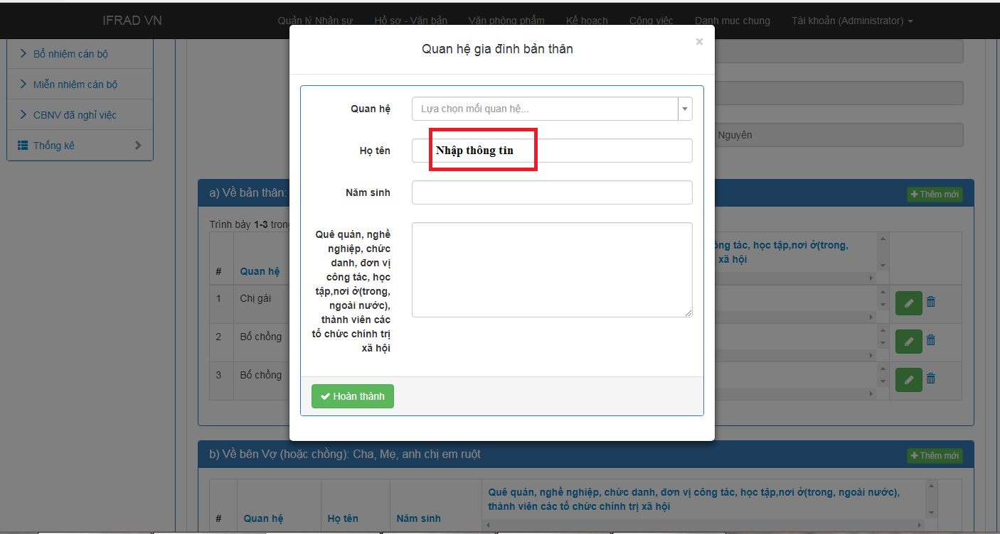 IFRAD VN
Quản lý Nhân sự
Hồ sơ - Văn bản
Văn phòng phẩm
Kế hoạch
Công việc
Danh mục chung
Tài khoản (Administrator)
Bổ nhiệm cán bộ
Miễn nhiệm cán bộ
CBNV đã nghỉ việc
Thống kê
Quan hệ gia đình bản thân
×
Quan hệ
Lựa chọn mối quan hệ...
Họ tên
Nhập thông tin
Năm sinh
Quê quán, nghề
nghiệp, chức
danh, đơn vị
công tác, học
tập,nơi ở(trong,
ngoài nước),
thành viên các
tổ chức chính trị
xã hội
Hoàn thành
Nguyên
a) Về bản thân:
Thêm mới
Trình bày 1-3 trong
# Quan hệ
công tác, học tập,nơi ở(trong,
xã hội
1 Chị gái
2 Bố chồng
3 Bố chồng
b) Về bên Vợ (hoặc chồng): Cha, Mẹ, anh chị em ruột
Thêm mới
# Quan hệ Họ tên Năm sinh
Quê quán, nghề nghiệp, chức danh, đơn vị công tác, học tập,nơi ở(trong, ngoài nước),
thành viên các tổ chức chính trị xã hội